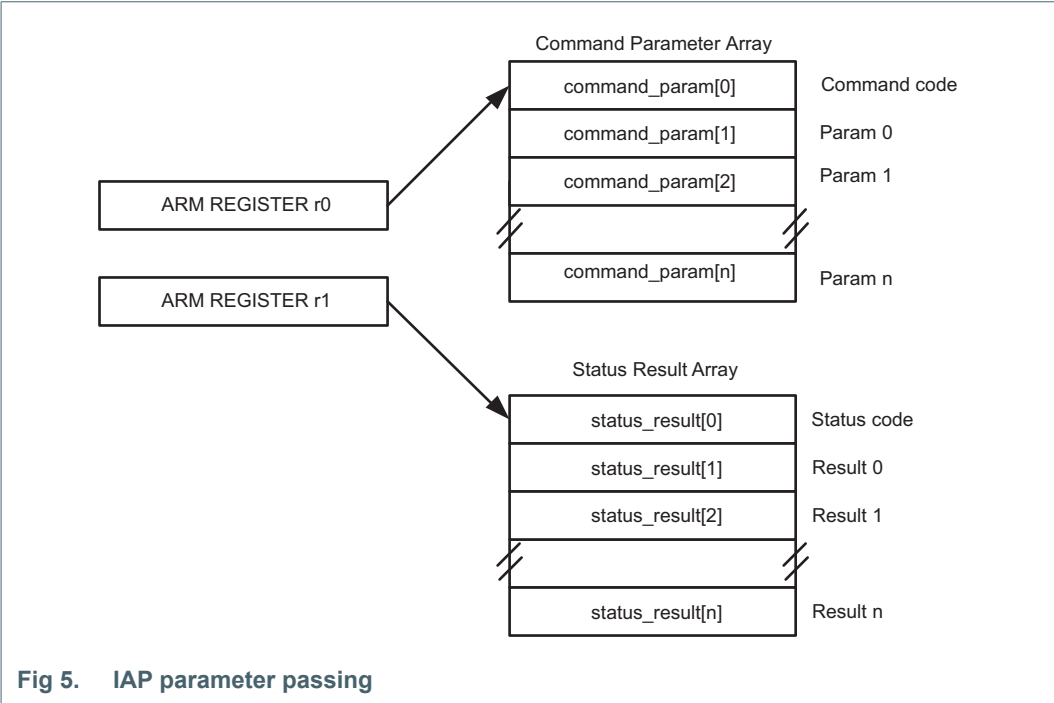 Command Parameter Array
command_param[0] Command code
command_param[1] Param 0
command_param[2] Param 1
ARM REGISTER r0
command_param[n] Param n
ARM REGISTER r1
Status Result Array
status_result[0] Status code
status_result[1] Result 0
status_result[2] Result 1
status_result[n] Result n
Fig 5. IAP parameter passing